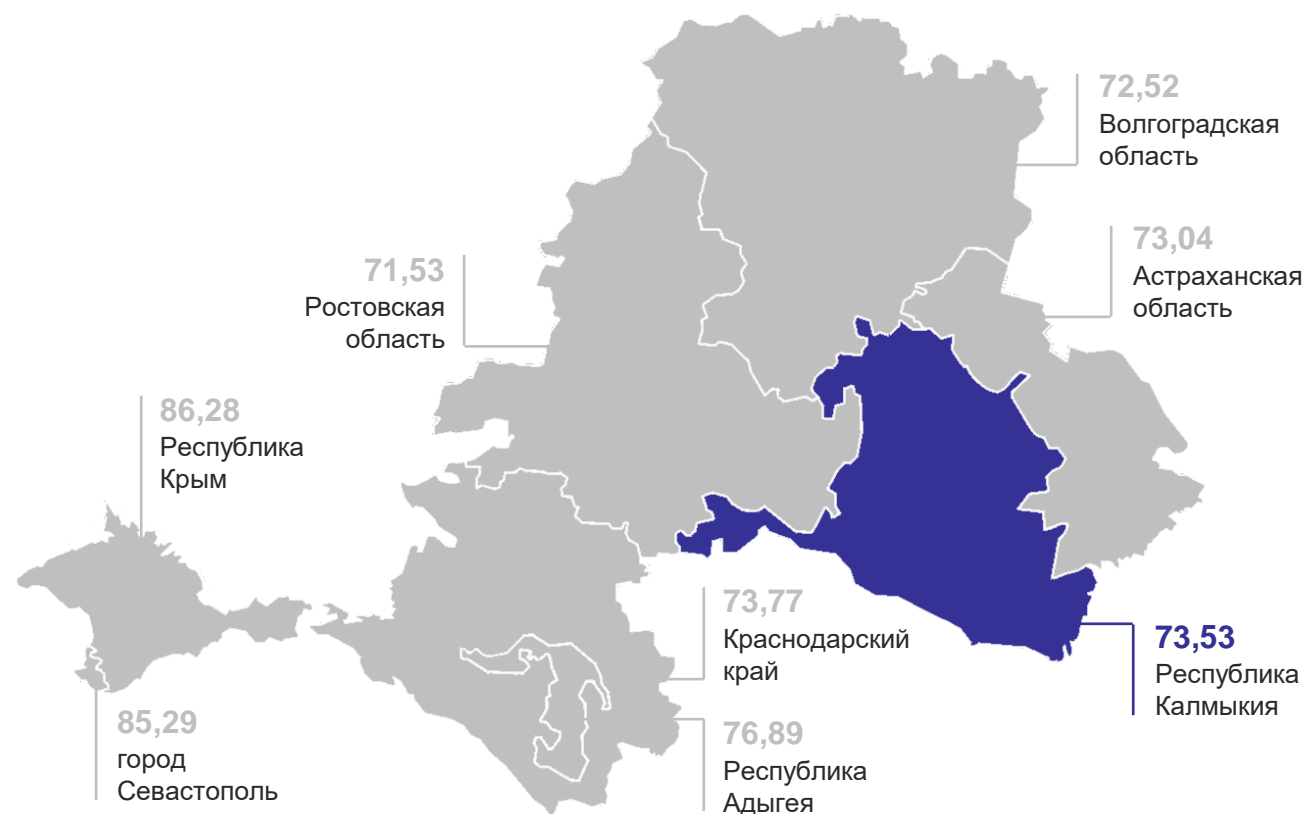 72,52
Волгоградская
область
73,04
Астраханская
область
71,53
Ростовская
область
86,28
Республика
Крым
73,77
Краснодарский
край
73,53
Республика
Калмыкия
85,29
город
Севастополь
76,89
Республика
Адыгея